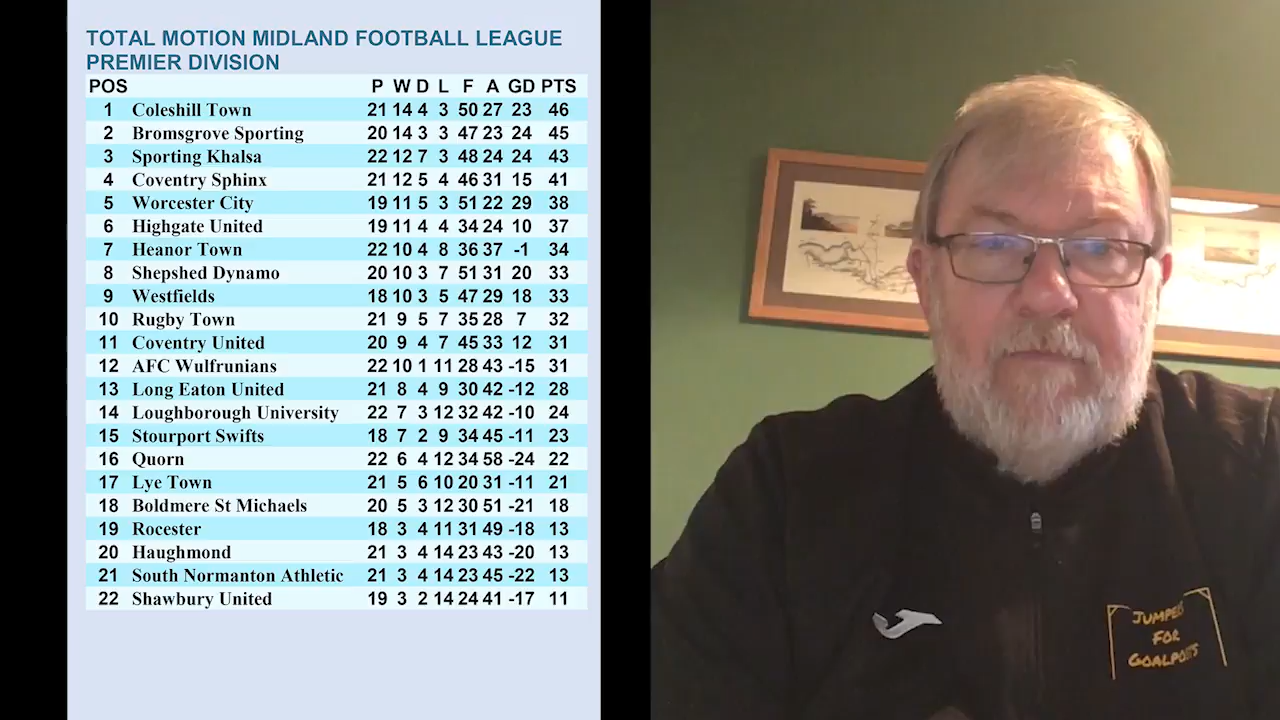 TOTAL MOTION MIDLAND FOOTBALL LEAGUE
PREMIER DIVISION
POS P W D L F A GD PTS
1 Coleshill Town 21 14 4 3 50 27 23 46
2 Bromsgrove Sporting 20 14 3 3 47 23 24 45
3 Sporting Khalsa 22 12 7 3 48 24 24 43
4 Coventry Sphinx 21 12 5 4 46 31 15 41
5 Worcester City 19 11 5 3 51 22 29 38
6 Highgate United 19 11 4 4 34 24 10 37
7 Heanor Town 22 10 4 8 36 37 -1 34
8 Shepshed Dynamo 20 10 3 7 51 31 20 33
9 Westfields 18 10 3 5 47 29 18 33
10 Rugby Town 21 9 5 7 35 28 7 32
11 Coventry United 20 9 4 7 45 33 12 31
12 AFC Wulfrunians 22 10 1 11 28 43 -15 31
13 Long Eaton United 21 8 4 9 30 42 -12 28
14 Loughborough University 22 7 3 12 32 42 -10 24
15 Stourport Swifts 18 7 2 9 34 45 -11 23
16 Quorn 22 6 4 12 34 58 -24 22
17 Lye Town 21 5 6 10 20 31 -11 21
18 Boldmere St Michaels 20 5 3 12 30 51 -21 18
19 Rocester 18 3 4 11 31 49 -18 13
20 Haughmond 21 3 4 14 23 43 -20 13
21 South Normanton Athletic 21 3 4 14 23 45 -22 13
22 Shawbury United 19 3 2 14 24 41 -17 11
JUMPERS
FOR
GOALPOSTS